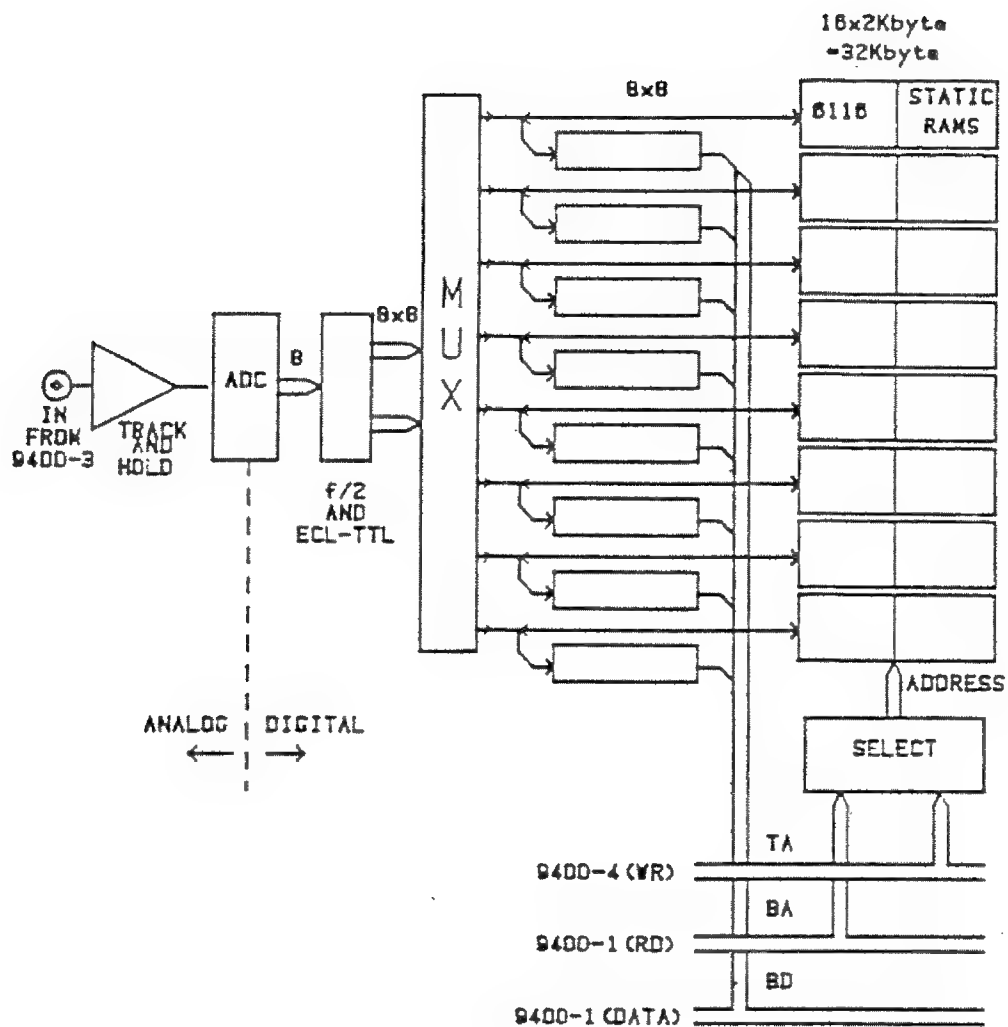 16x2Kbyte
=32Kbyte
8x8
6116
STATIC
RAMS
MUX
8x8
8
ADC
IN
FROM
9400-3
TRACK
AND
HOLD
f/2
AND
ECL-TTL
ADDRESS
ANALOG
DIGITAL
SELECT
TA
9400-4(WR)
BA
9400-1(RD)
BD
9400-1(DATA)